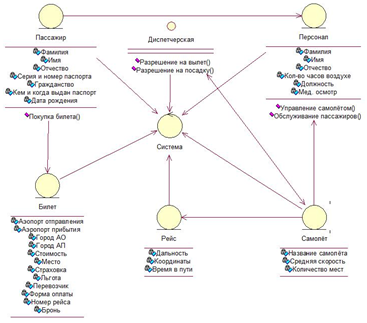 Пассажир
Фамилия
Имя
Отчество
Серия и номер паспорта
Гражданство
Кем и когда выдан паспорт
Дата рождения
Покупка билета()
Диспетчерская
Разрешение на вылет()
Разрешение на посадку()
Персонал
Фамилия
Имя
Отчество
Кол-во часов воздухе
Должность
Мед. осмотр
Управление самолётом()
Обслуживание пассажиров()
Система
Билет
Аэропорт отправления
Аэропорт прибытия
Город АО
Город АП
Стоимость
Место
Страховка
Льгота
Перевозчик
Форма оплаты
Номер рейса
Бронь
Рейс
Дальность
Координаты
Время в пути
Самолёт
Название самолёта
Средняя скорость
Количество мест